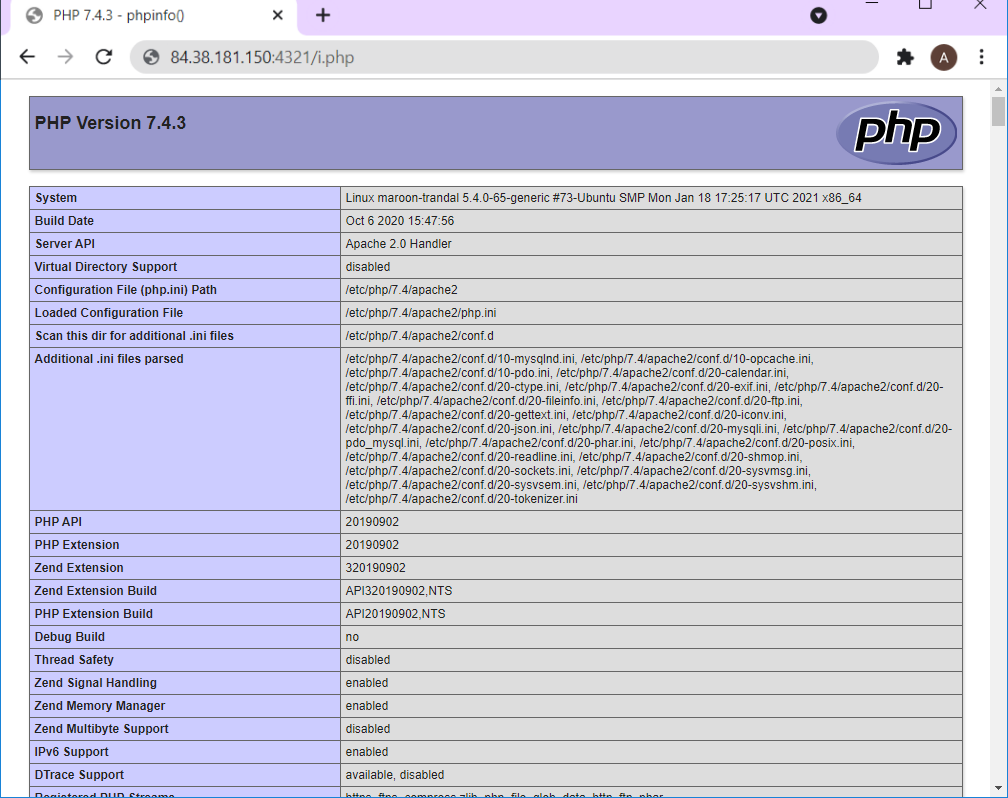 PHP 7.4.3 - phpinfo()
84.38.181.150:4321/i.php
A
PHP Version 7.4.3
php
System Linux maroon-trandal 5.4.0-65-generic #73-Ubuntu SMP Mon Jan 18 17:25:17 UTC 2021 x86_64
Build Date Oct 6 2020 15:47:56
Server API Apache 2.0 Handler
Virtual Directory Support disabled
Configuration File (php.ini) Path /etc/php/7.4/apache2
Loaded Configuration File /etc/php/7.4/apache2/php.ini
Scan this dir for additional .ini files /etc/php/7.4/apache2/conf.d
Additional .ini files parsed /etc/php/7.4/apache2/conf.d/10-mysqlnd.ini, /etc/php/7.4/apache2/conf.d/10-opcache.ini,
/etc/php/7.4/apache2/conf.d/10-pdo.ini, /etc/php/7.4/apache2/conf.d/20-calendar.ini,
/etc/php/7.4/apache2/conf.d/20-ctype.ini, /etc/php/7.4/apache2/conf.d/20-exif.ini, /etc/php/7.4/apache2/conf.d/20-
ffi.ini, /etc/php/7.4/apache2/conf.d/20-fileinfo.ini, /etc/php/7.4/apache2/conf.d/20-ftp.ini,
/etc/php/7.4/apache2/conf.d/20-gettext.ini, /etc/php/7.4/apache2/conf.d/20-iconv.ini,
/etc/php/7.4/apache2/conf.d/20-json.ini, /etc/php/7.4/apache2/conf.d/20-mysqli.ini, /etc/php/7.4/apache2/conf.d/20-
pdo_mysql.ini, /etc/php/7.4/apache2/conf.d/20-phar.ini, /etc/php/7.4/apache2/conf.d/20-posix.ini,
/etc/php/7.4/apache2/conf.d/20-readline.ini, /etc/php/7.4/apache2/conf.d/20-shmop.ini,
/etc/php/7.4/apache2/conf.d/20-sockets.ini, /etc/php/7.4/apache2/conf.d/20-sysvmsg.ini,
/etc/php/7.4/apache2/conf.d/20-sysvsem.ini, /etc/php/7.4/apache2/conf.d/20-sysvshm.ini,
/etc/php/7.4/apache2/conf.d/20-tokenizer.ini
PHP API 20190902
PHP Extension 20190902
Zend Extension 320190902
Zend Extension Build API320190902,NTS
PHP Extension Build API20190902,NTS
Debug Build no
Thread Safety disabled
Zend Signal Handling enabled
Zend Memory Manager enabled
Zend Multibyte Support disabled
IPv6 Support enabled
DTrace Support available, disabled
Registered PHP Streams https, ftps, compress.zlib, php, file, glob, data, http, ftp, phar